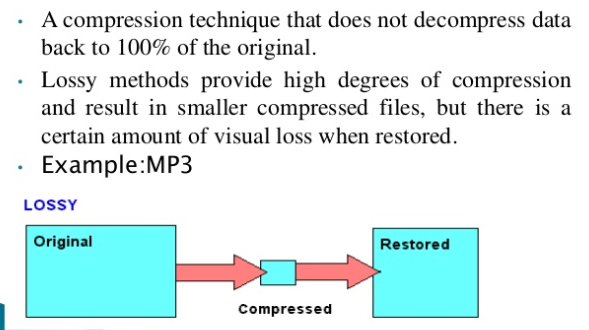 • A compression technique that does not decompress data
back to 100% of the original.
• Lossy methods provide high degrees of compression
and result in smaller compressed files, but there is a
certain amount of visual loss when restored.
• Example:MP3
LOSSY
Original
Restored
Compressed